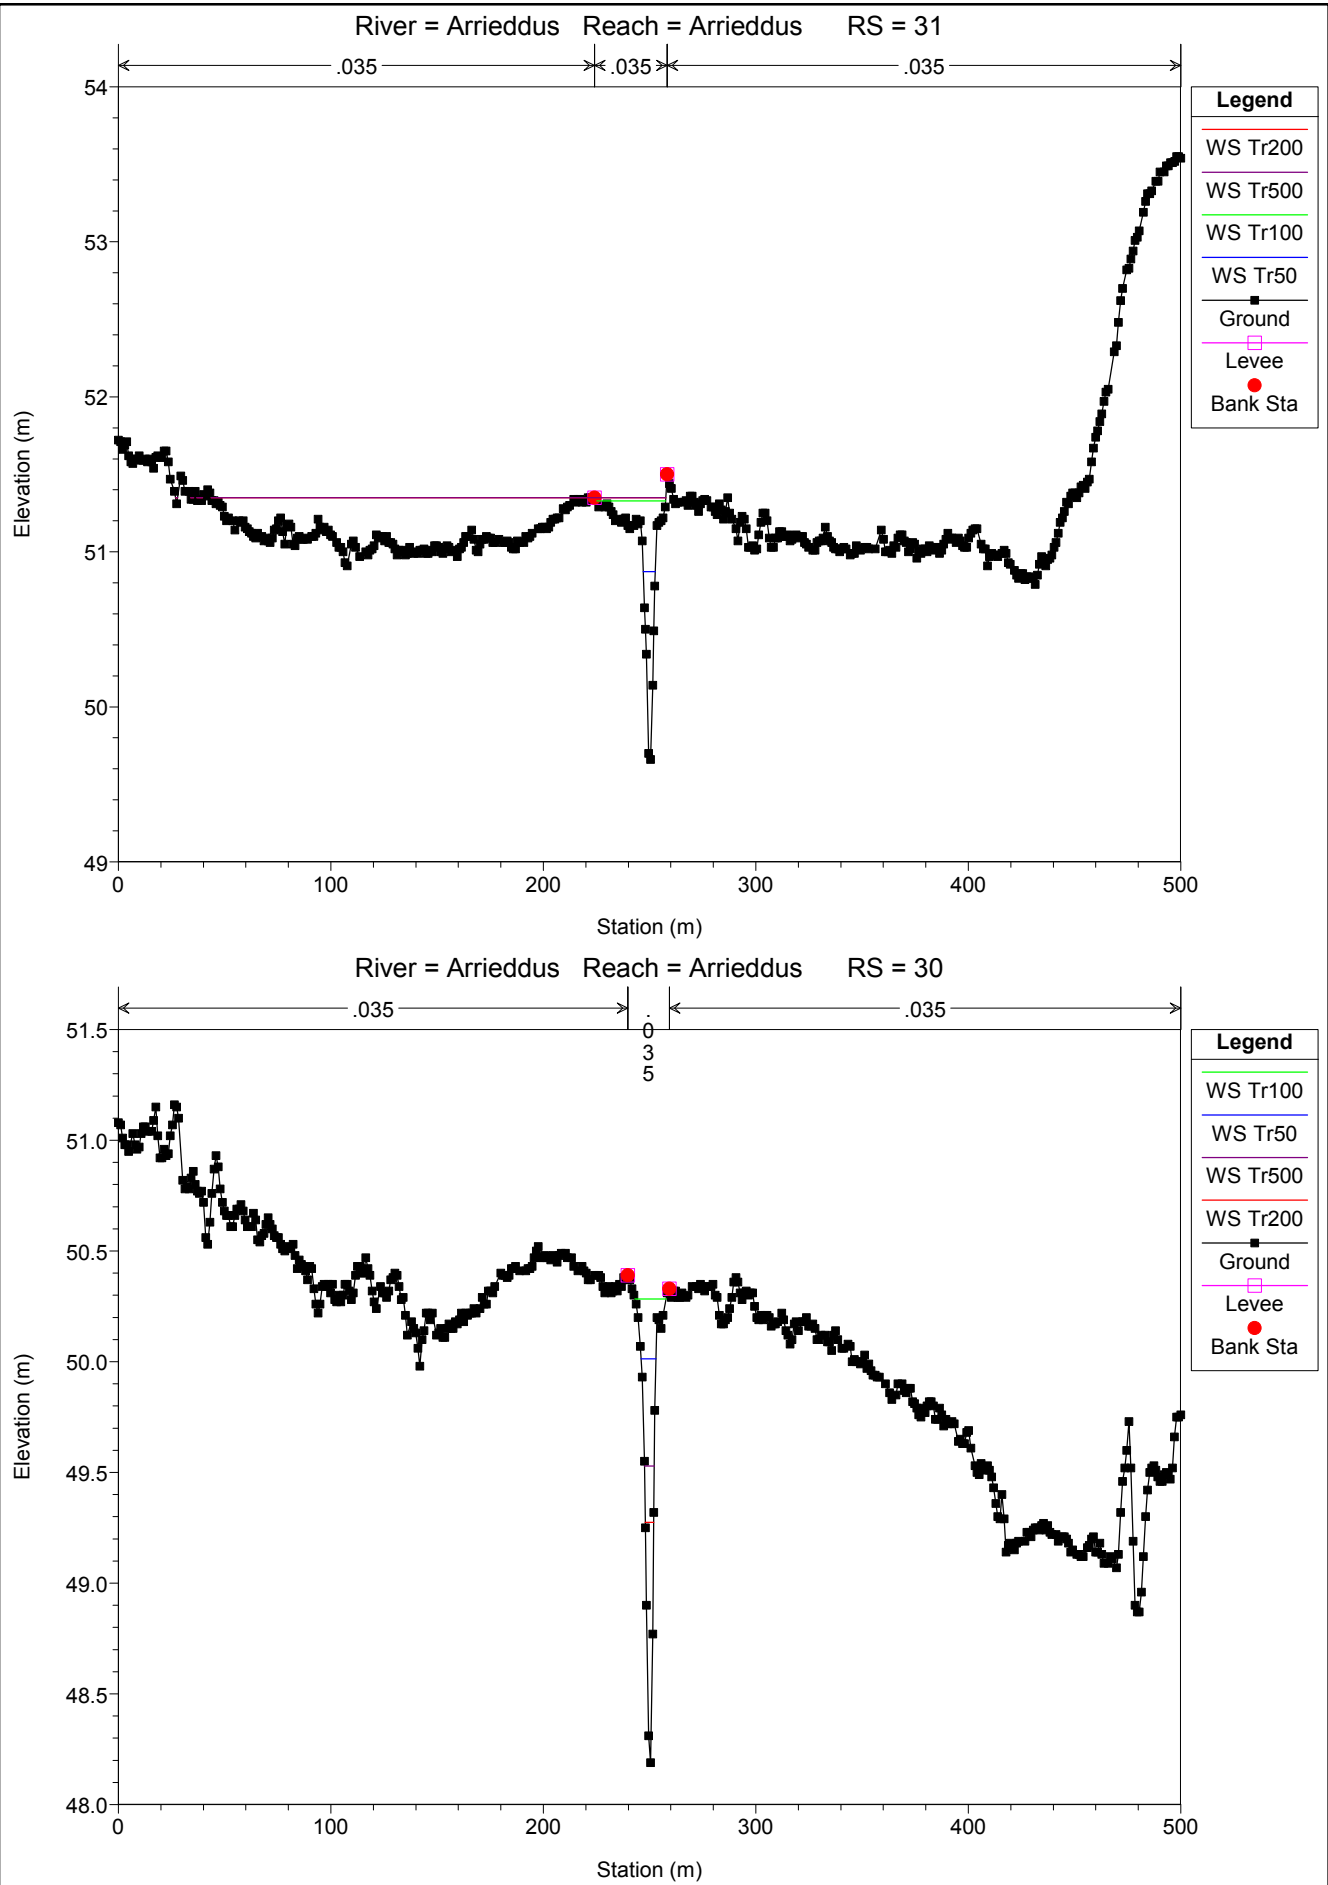 River = Arrieddus Reach = Arrieddus RS = 31
.035 .035 .035
54
53
52
51
50
49
Elevation (m)
0 100 200 300 400 500
Station (m)
Legend
WS Tr200
WS Tr500
WS Tr100
WS Tr50
Ground
Levee
Bank Sta
River = Arrieddus Reach = Arrieddus RS = 30
.035 .035 .035
51.5
51.0
50.5
50.0
49.5
49.0
48.5
48.0
Elevation (m)
0 100 200 300 400 500
Station (m)
Legend
WS Tr100
WS Tr50
WS Tr500
WS Tr200
Ground
Levee
Bank Sta